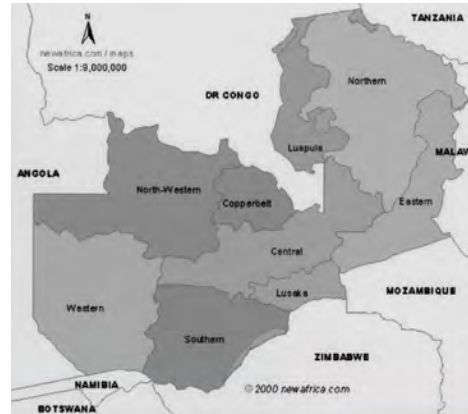 N
newafrica.com / maps
Scale 1:9,000,000
TANZANIA
Northern
DR CONGO
Luapula
MALAW
ANGOLA
North-Western
Copperbelt
Eastern
Central
Lusaka
Western
MOZAMBIQUE
Southern
ZIMBABWE
NAMIBIA
© 2000 newafrica.com
BOTSWANA